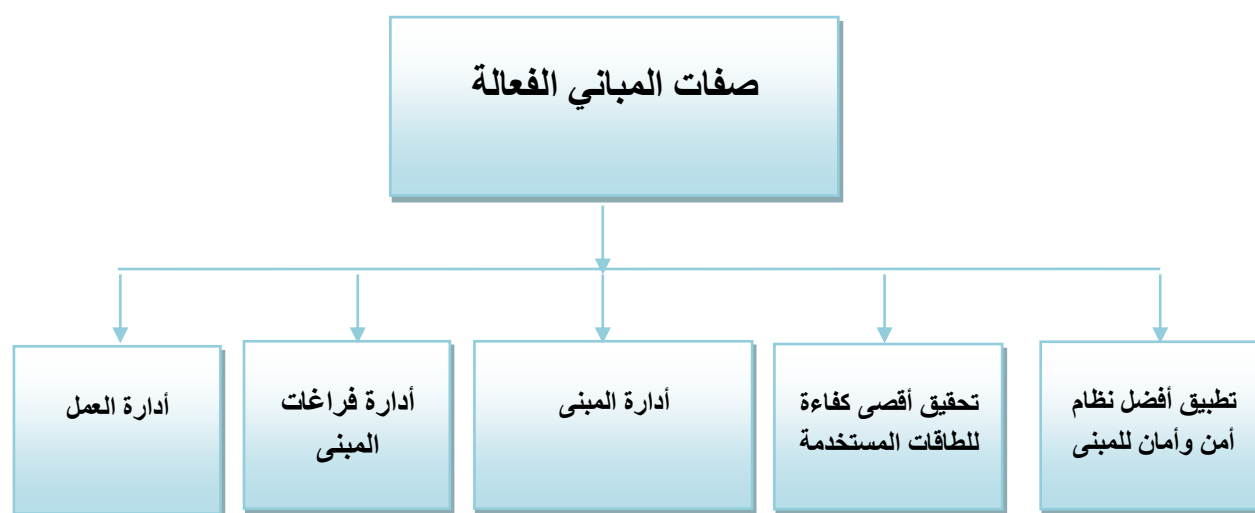 صفات المباني الفعالة
تطبيق أفضل نظام
أمن وأمان للمبنى
تحقيق أقصى كفاءة
للطاقات المستخدمة
أدارة المبنى
أدارة فراغات
المبنى
أدارة العمل